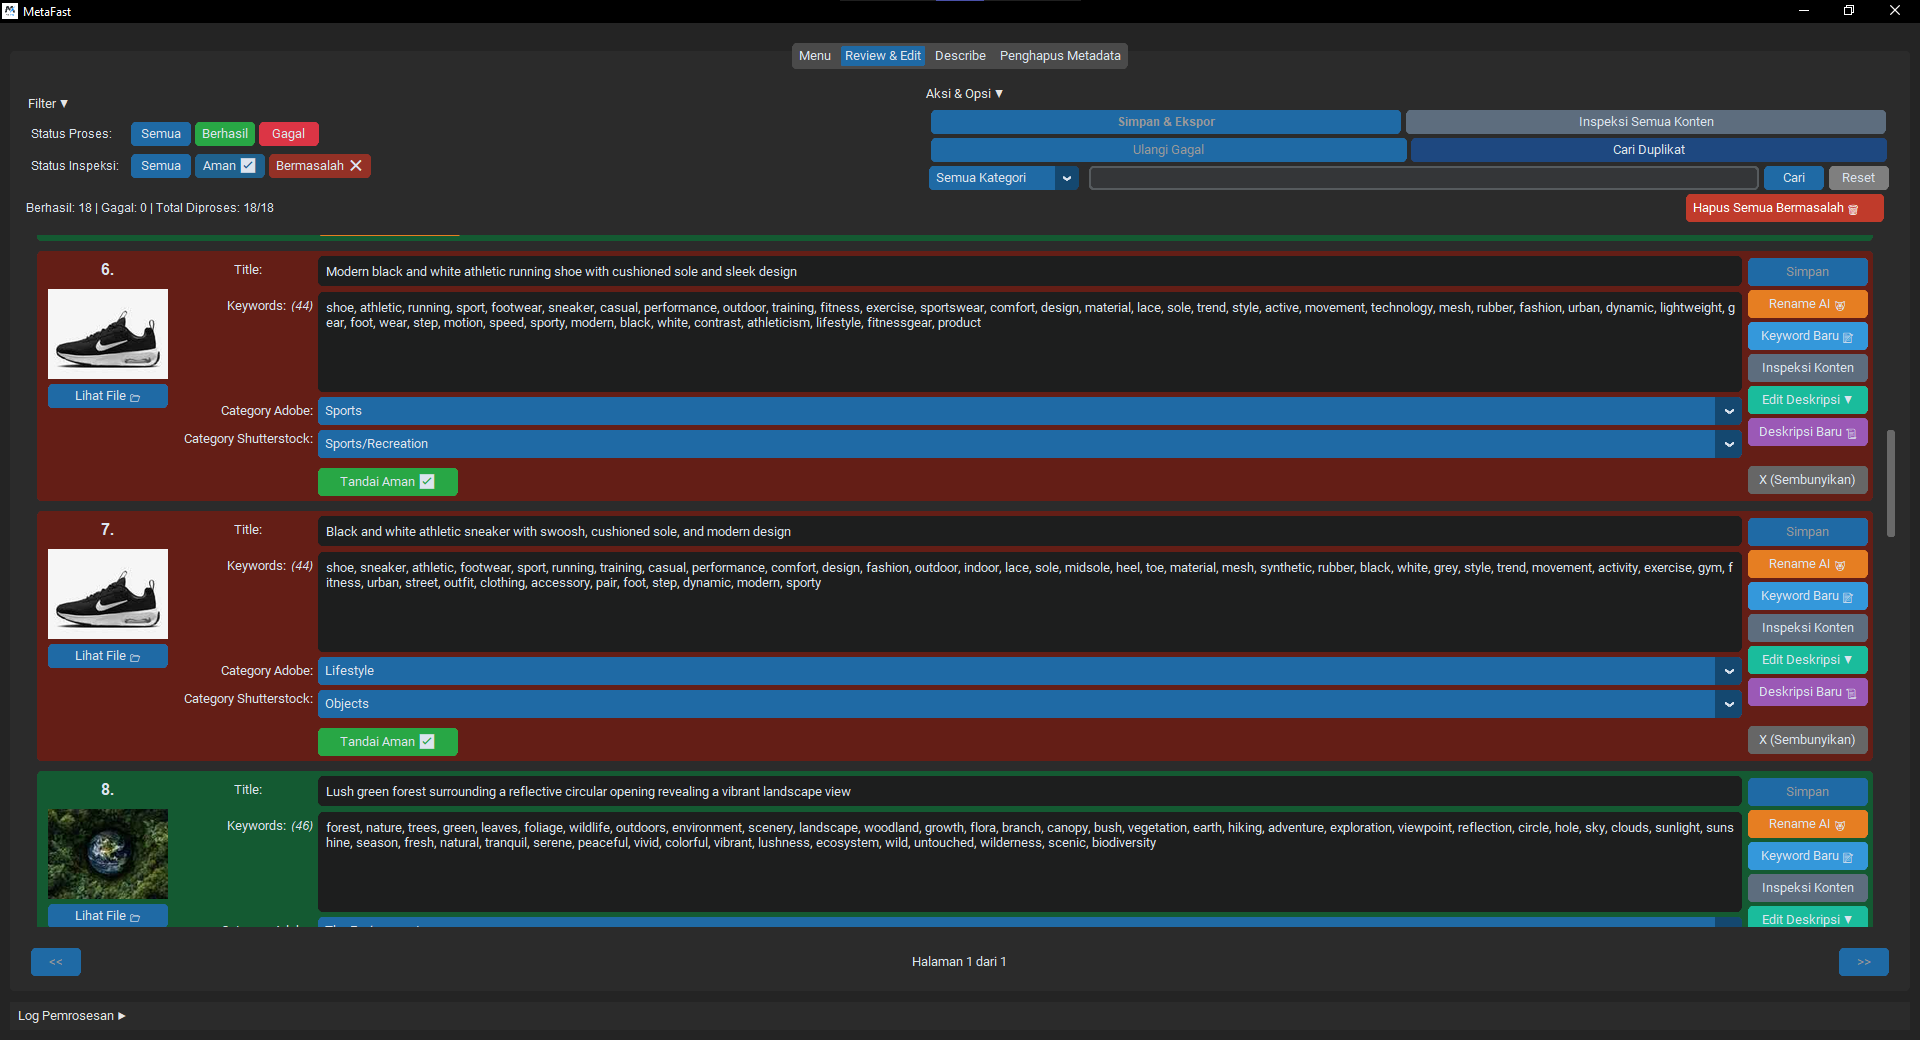 MetaFast
Menu Review & Edit Describe Penghapus Metadata
Filter ▼
Status Proses: Semua Berhasil Gagal
Status Inspeksi: Semua Aman Bermasalah
Berhasil: 18 | Gagal: 0 | Total Diproses: 18/18
Aksi & Opsi ▼
Simpan & Ekspor Inspeksi Semua Konten
Ulangi Gagal Cari Duplikat
Semua Kategori Cari Reset
Hapus Semua Bermasalah
6.
Title: Modern black and white athletic running shoe with cushioned sole and sleek design
Keywords: (44) shoe, athletic, running, sport, footwear, sneaker, casual, performance, outdoor, training, fitness, exercise, sportswear, comfort, design, material, lace, sole, trend, style, active, movement, technology, mesh, rubber, fashion, urban, dynamic, lightweight, g
ear, foot, wear, step, motion, speed, sporty, modern, black, white, contrast, athleticism, lifestyle, fitnessgear, product
Lihat File
Category Adobe: Sports
Category Shutterstock: Sports/Recreation
Tandai Aman
Simpan
Rename AI
Keyword Baru
Inspeksi Konten
Edit Deskripsi ▼
Deskripsi Baru
X (Sembunyikan)
7.
Title: Black and white athletic sneaker with swoosh, cushioned sole, and modern design
Keywords: (44) shoe, sneaker, athletic, footwear, sport, running, training, casual, performance, comfort, design, fashion, outdoor, indoor, lace, sole, midsole, heel, toe, material, mesh, synthetic, rubber, black, white, grey, style, trend, movement, activity, exercise, gym, f
itness, urban, street, outfit, clothing, accessory, pair, foot, step, dynamic, modern, sporty
Lihat File
Category Adobe: Lifestyle
Category Shutterstock: Objects
Tandai Aman
Simpan
Rename AI
Keyword Baru
Inspeksi Konten
Edit Deskripsi ▼
Deskripsi Baru
X (Sembunyikan)
8.
Title: Lush green forest surrounding a reflective circular opening revealing a vibrant landscape view
Keywords: (46) forest, nature, trees, green, leaves, foliage, wildlife, outdoors, environment, scenery, landscape, woodland, growth, flora, branch, canopy, bush, vegetation, earth, hiking, adventure, exploration, viewpoint, reflection, circle, hole, sky, clouds, sunlight, suns
hine, season, fresh, natural, tranquil, serene, peaceful, vivid, colorful, vibrant, lushness, ecosystem, wild, untouched, wilderness, scenic, biodiversity
Lihat File
Simpan
Rename AI
Keyword Baru
Inspeksi Konten
Edit Deskripsi ▼
<< Halaman 1 dari 1 >>
Log Pemrosesan ►